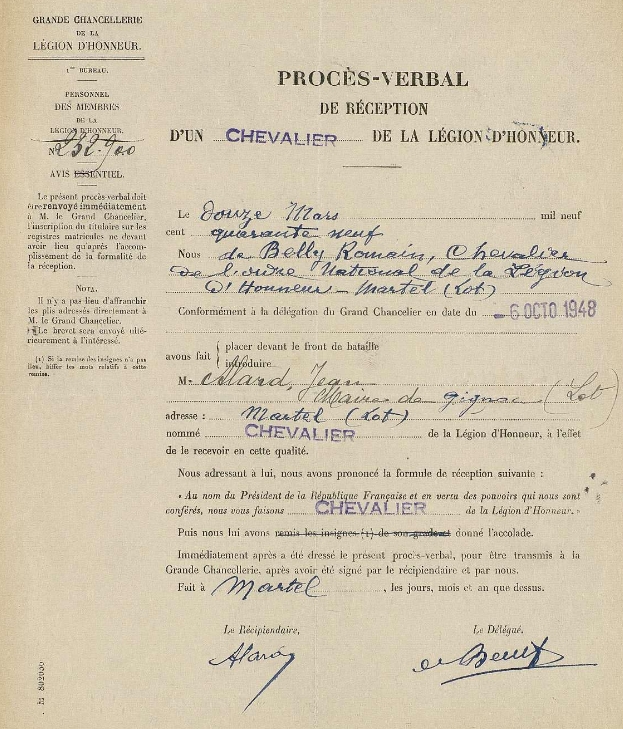 GRANDE CHANCELLERIE
DE LA
LÉGION D'HONNEUR.
1er BUREAU.
PERSONNEL
DES MEMBRES
DE LA
LÉGION D'HONNEUR.
N° 232.900
AVIS ESSENTIEL.
Le présent procès-verbal doit
être renvoyé immédiatement
à M. le Grand Chancelier,
l'inscription du titulaire sur les
registres matricules ne devant
avoir lieu qu'après l'accom-
plissement de la formalité de
la réception.
NOTA.
Il n'y a pas lieu d'affranchir
les plis adressés directement à
M. le Grand Chancelier.
Le brevet sera envoyé ulté-
rieurement à l'intéressé.
(1) Si la remise des insignes n'a pas
lieu, biffer les mots relatifs à cette
remise.
PROCÈS-VERBAL
DE RÉCEPTION
D'UN CHEVALIER DE LA LÉGION D'HONNEUR.
Le douze Mars mil neuf
cent quarante neuf
Nous de Belly Romain, Chevalier
de l'ordre National de la Légion
d'Honneur - Martel (Lot)
Conformément à la délégation du Grand Chancelier en date du - 6 OCTO 1948
avons fait { placer devant le front de bataille
introduire
M. Alard, Jean
Maire de gignac (Lot)
adresse : Martel (Lot)
nommé CHEVALIER de la Légion d'Honneur, à l'effet
de le recevoir en cette qualité.
Nous adressant à lui, nous avons prononcé la formule de réception suivante :
« Au nom du Président de la République Française et en vertu des pouvoirs qui nous sont
conférés, nous vous faisons CHEVALIER de la Légion d'Honneur. »
Puis nous lui avons remis les insignes (1) de son grade et donné l'accolade.
Immédiatement après a été dressé le présent procès-verbal, pour être transmis à la
Grande Chancellerie, après avoir été signé par le récipiendaire et par nous.
Fait à Martel, les jours, mois et an que dessus.
Le Récipiendaire,
Le Délégué,
Alard